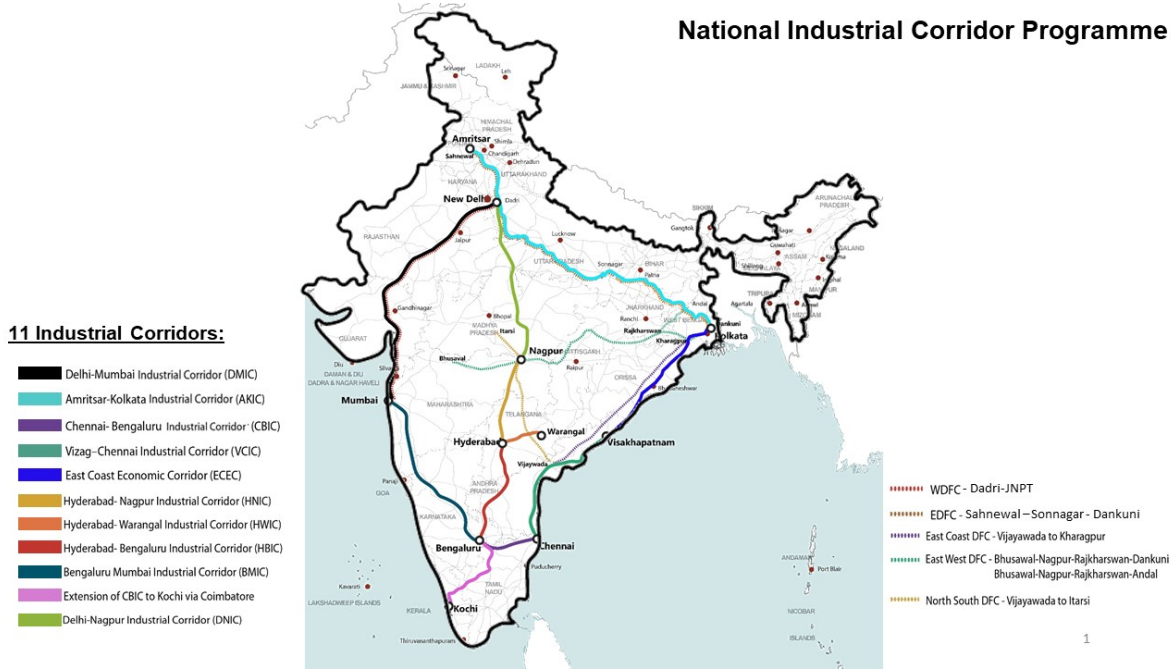 National Industrial Corridor Programme
11 Industrial Corridors:
Delhi-Mumbai Industrial Corridor (DMIC)
Amritsar-Kolkata Industrial Corridor (AKIC)
Chennai- Bengaluru Industrial Corridor (CBIC)
Vizag–Chennai Industrial Corridor (VCIC)
East Coast Economic Corridor (ECEC)
Hyderabad- Nagpur Industrial Corridor (HNIC)
Hyderabad- Warangal Industrial Corridor (HWIC)
Hyderabad- Bengaluru Industrial Corridor (HBIC)
Bengaluru Mumbai Industrial Corridor (BMIC)
Extension of CBIC to Kochi via Coimbatore
Delhi-Nagpur Industrial Corridor (DNIC)
LADAKH
Srinagar
Leh
JAMMU & KASHMIR
HIMACHAL
PRADESH
Amritsar
Shimla
Sahnewal
Chandigarh
Dehradun
UTTARAKHAND
HARYANA
New Delhi
Dadri
ARUNACHAL
PRADESH
SIKKIM
Gangtok
RAJASTHAN
Jaipur
Lucknow
UTTAR PRADESH
Sonnagar
BIHAR
Patna
NAGALAND
ASSAM
TRIPURA
Agartala
Gandhinagar
Bhopal
MADHYA
PRADESH
Itarsi
JHARKHAND
Ranchi
Andal
Rajkharswan
Dankuni
Kolkata
Kharagpur
GUJARAT
Diu
DAMAN & DIU
DADRA & NAGAR HAVELI
Bhusaval
Nagpur
Raipur
ORISSA
Mumbai
MAHARASHTRA
TELANGANA
Hyderabad
Warangal
Vijaywada
Visakhapatnam
Panaji
GOA
ANDHRA
PRADESH
KARNATAKA
Bengaluru
Chennai
Puducherry
TAMIL
NADU
Kavarati
LAKSHADWEEP ISLANDS
KERALA
Kochi
Thiruvasanthapuram
ANDAMAN
Port Blair
NICOBAR
ISLANDS
WDFC - Dadri-JNPT
EDFC - Sahnewal–Sonnagar- Dankuni
East Coast DFC - Vijayawada to Kharagpur
East West DFC - Bhusawal-Nagpur-Rajkharswan-Dankuni
Bhusawal-Nagpur-Rajkharswan-Andal
North South DFC - Vijayawada to Itarsi
1